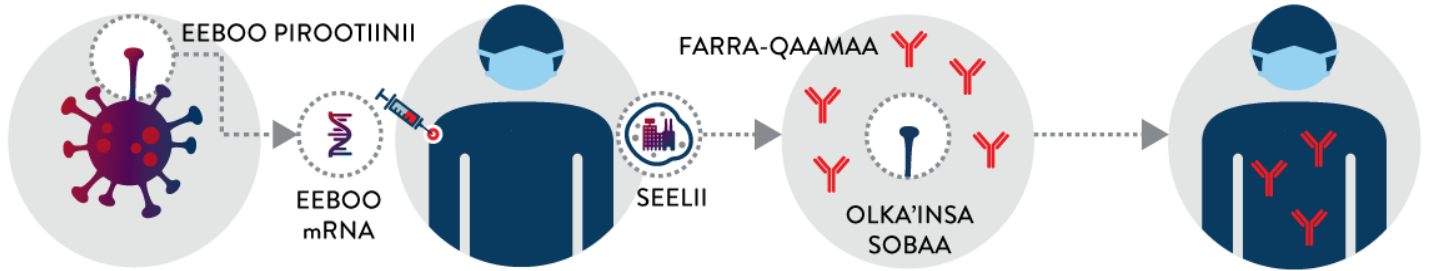 EEBOO PIROOTIINII
EEBOO
mRNA
SEELII
FARRA-QAAMAA
OLKA'INSA
SOBAA